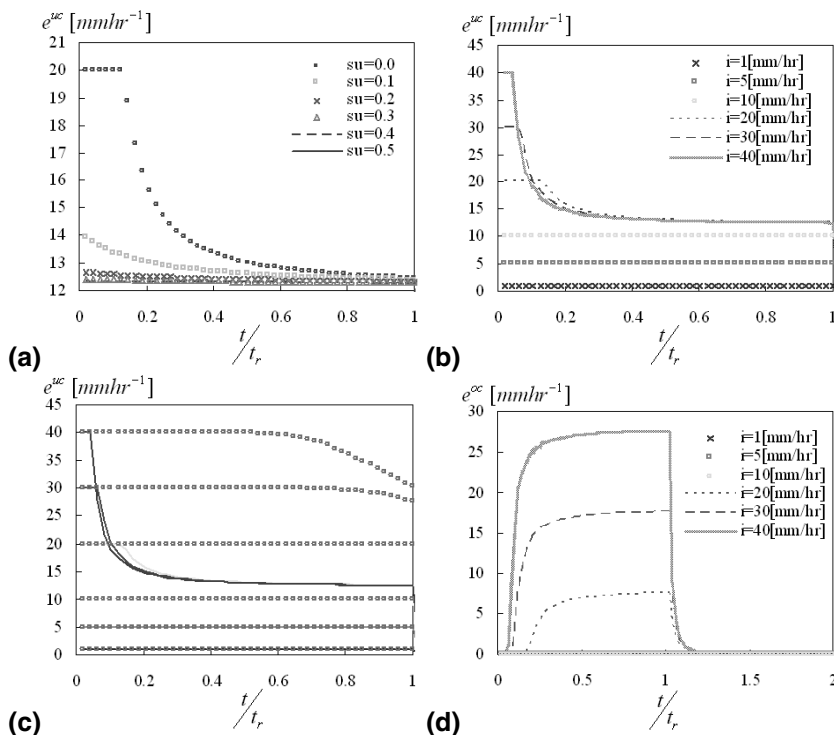 e^{uc} [mmhr^{-1}]
20
19
18
17
16
15
14
13
12
0
0.2
0.4
0.6
0.8
1
t/t_r
su=0.0
su=0.1
su=0.2
su=0.3
su=0.4
su=0.5
(a)
e^{uc} [mmhr^{-1}]
45
40
35
30
25
20
15
10
5
0
0
0.2
0.4
0.6
0.8
1
t/t_r
i=1[mm/hr]
i=5[mm/hr]
i=10[mm/hr]
i=20[mm/hr]
i=30[mm/hr]
i=40[mm/hr]
(b)
e^{uc} [mmhr^{-1}]
45
40
35
30
25
20
15
10
5
0
0
0.2
0.4
0.6
0.8
1
t/t_r
(c)
e^{oc} [mmhr^{-1}]
30
25
20
15
10
5
0
0
0.5
1
1.5
2
t/t_r
i=1[mm/hr]
i=5[mm/hr]
i=10[mm/hr]
i=20[mm/hr]
i=30[mm/hr]
i=40[mm/hr]
(d)